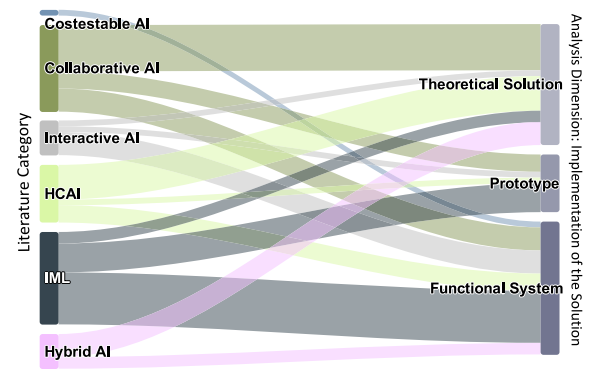 Costestable AI
Collaborative AI
Interactive AI
HCAI
IML
Hybrid AI
Literature Category
Theoretical Solution
Prototype
Functional System
Analysis Dimension: Implementation of the Solution